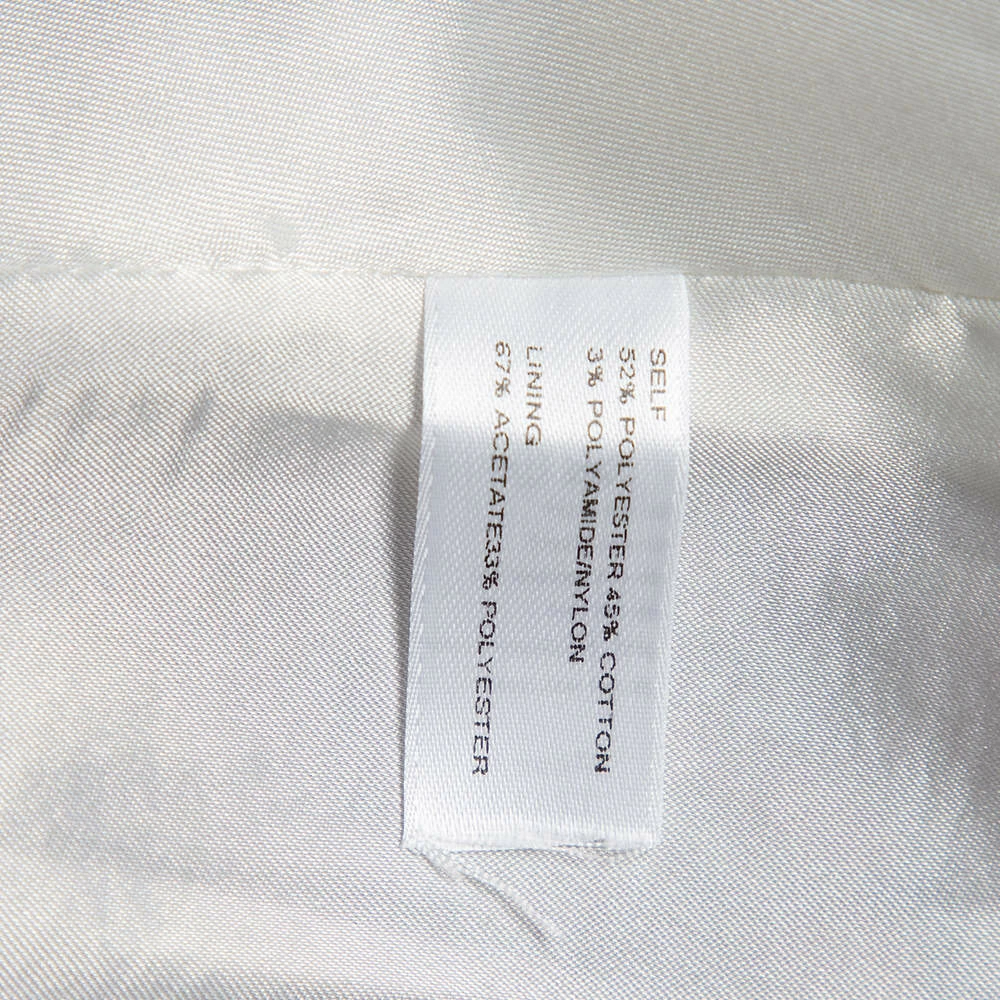 SELF
52% POLYESTER 45% COTTON
3% POLYAMIDE/NYLON
LINING
67% ACETATE33% POLYESTER